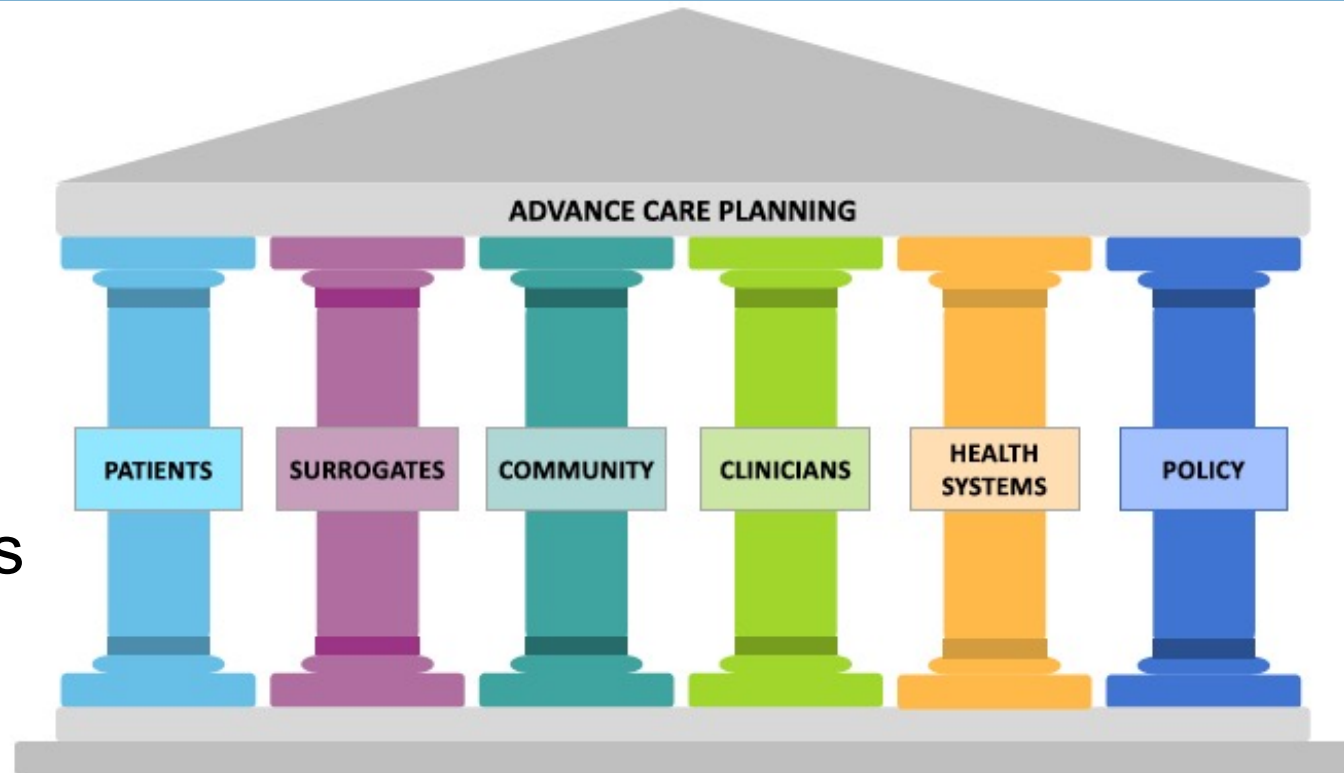 ADVANCE CARE PLANNING
PATIENTS
SURROGATES
COMMUNITY
CLINICIANS
HEALTH
SYSTEMS
POLICY
s